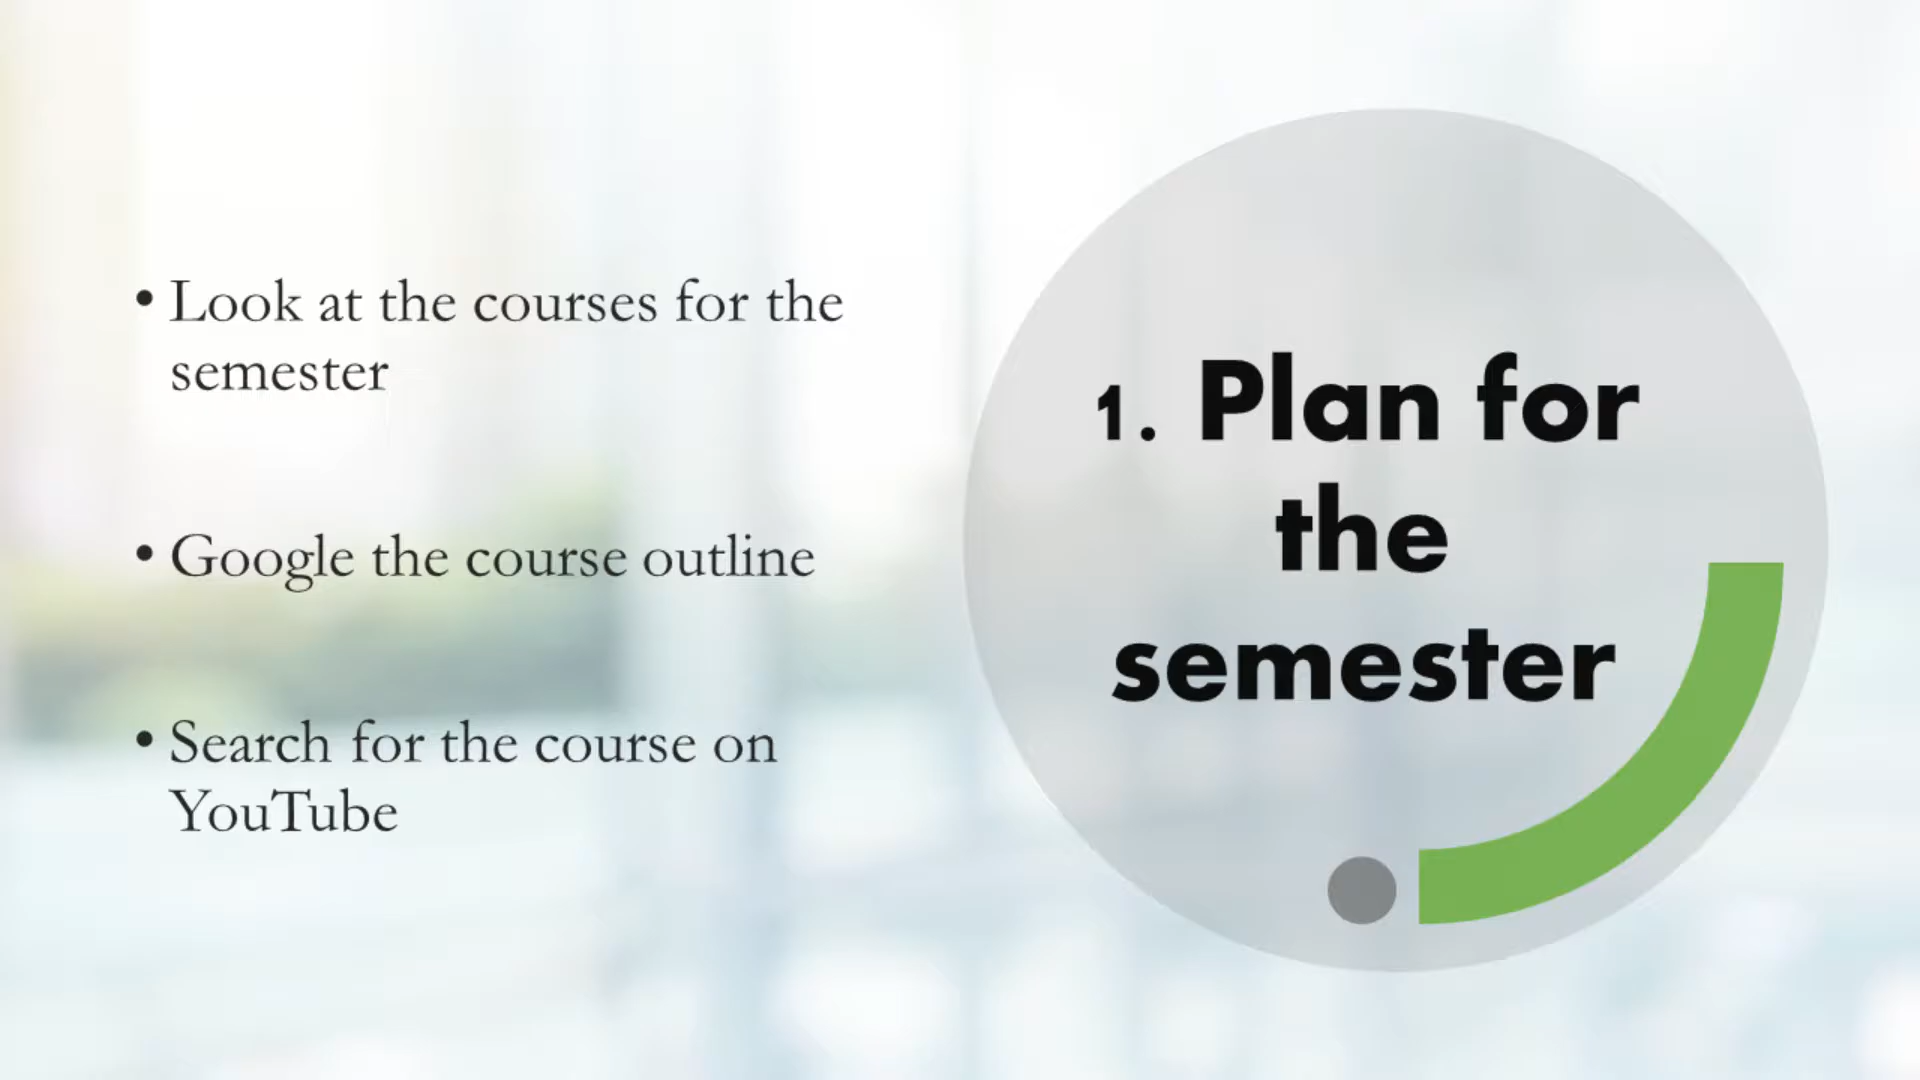 • Look at the courses for the
semester
• Google the course outline
• Search for the course on
YouTube
1. Plan for
the
semester